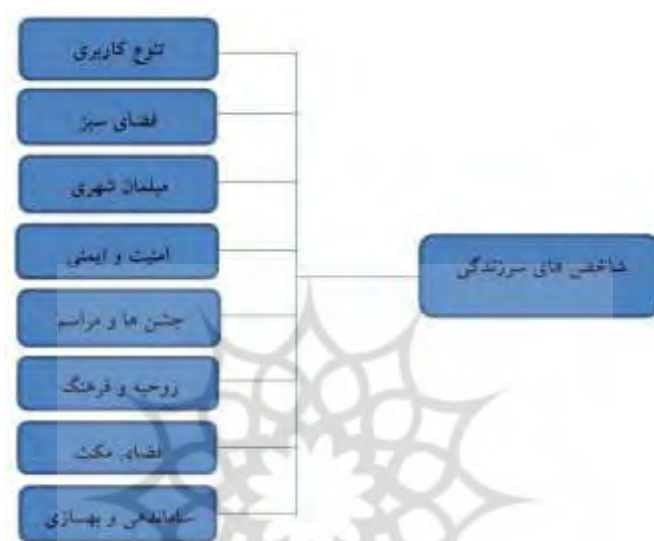 شاخص های سرزندگی
تنوع کاربری
فضای سبز
مبلمان شهری
امنیت و ایمنی
جشن ها و مراسم
روحیه و فرهنگ
فضای مکث
ساماندهی و بهسازی